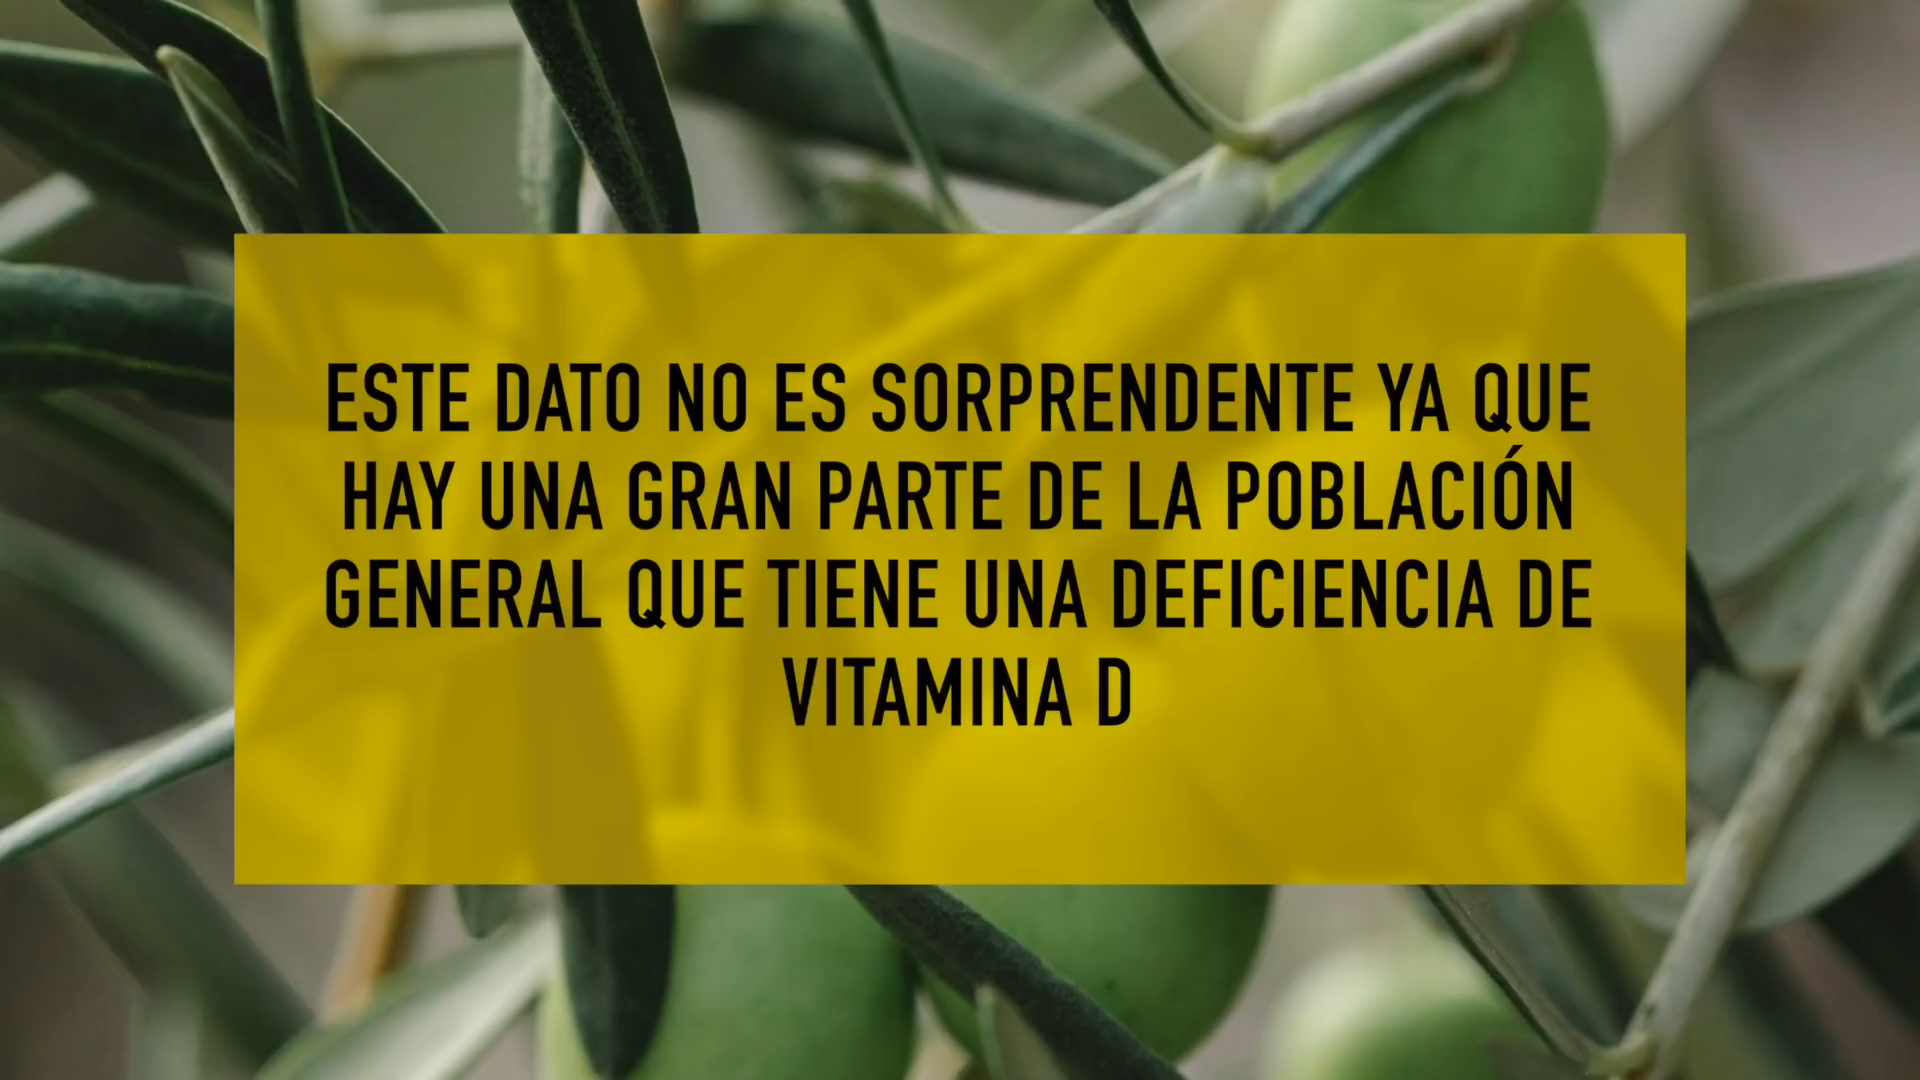 ESTE DATO NO ES SORPRENDENTE YA QUE
HAY UNA GRAN PARTE DE LA POBLACIÓN
GENERAL QUE TIENE UNA DEFICIENCIA DE
VITAMINA D